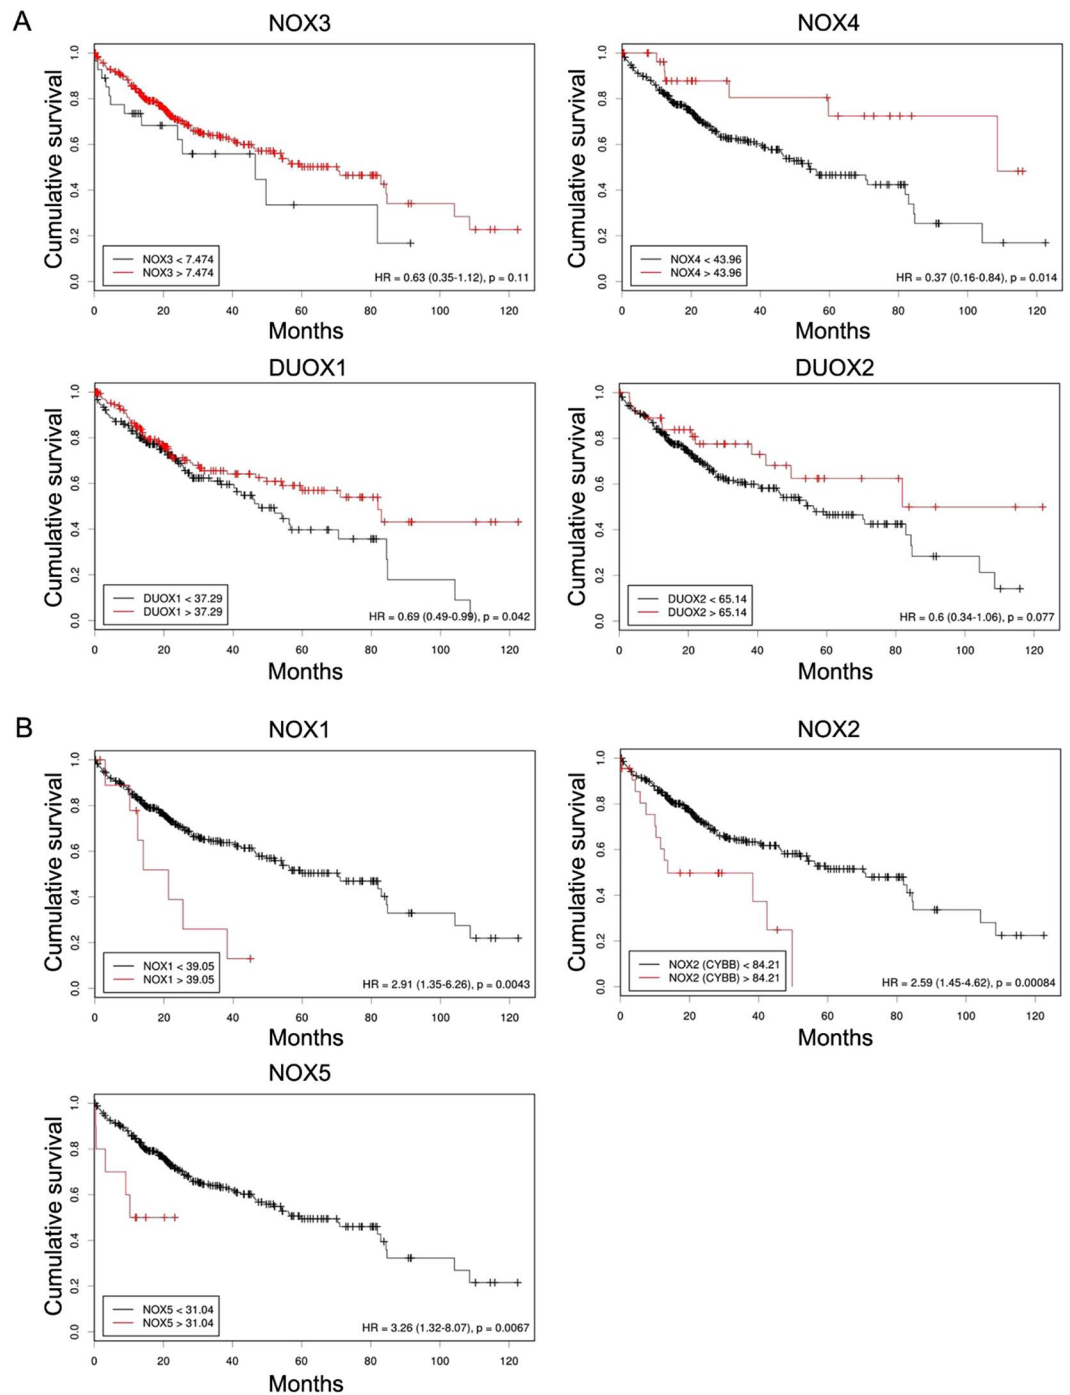 A
NOX3
Cumulative survival
1.0
0.8
0.6
0.4
0.2
0.0
NOX3 < 7.474
NOX3 > 7.474
HR = 0.63 (0.35-1.12), p = 0.11
0 20 40 60 80 100 120
Months
NOX4
Cumulative survival
1.0
0.8
0.6
0.4
0.2
0.0
NOX4 < 43.96
NOX4 > 43.96
HR = 0.37 (0.16-0.84), p = 0.014
0 20 40 60 80 100 120
Months
DUOX1
Cumulative survival
1.0
0.8
0.6
0.4
0.2
0.0
DUOX1 < 37.29
DUOX1 > 37.29
HR = 0.69 (0.49-0.99), p = 0.042
0 20 40 60 80 100 120
Months
DUOX2
Cumulative survival
1.0
0.8
0.6
0.4
0.2
0.0
DUOX2 < 65.14
DUOX2 > 65.14
HR = 0.6 (0.34-1.06), p = 0.077
0 20 40 60 80 100 120
Months
B
NOX1
Cumulative survival
1.0
0.8
0.6
0.4
0.2
0.0
NOX1 < 39.05
NOX1 > 39.05
HR = 2.91 (1.35-6.26), p = 0.0043
0 20 40 60 80 100 120
Months
NOX2
Cumulative survival
1.0
0.8
0.6
0.4
0.2
0.0
NOX2 (CYBB) < 84.21
NOX2 (CYBB) > 84.21
HR = 2.59 (1.45-4.62), p = 0.00084
0 20 40 60 80 100 120
Months
NOX5
Cumulative survival
1.0
0.8
0.6
0.4
0.2
0.0
NOX5 < 31.04
NOX5 > 31.04
HR = 3.26 (1.32-8.07), p = 0.0067
0 20 40 60 80 100 120
Months